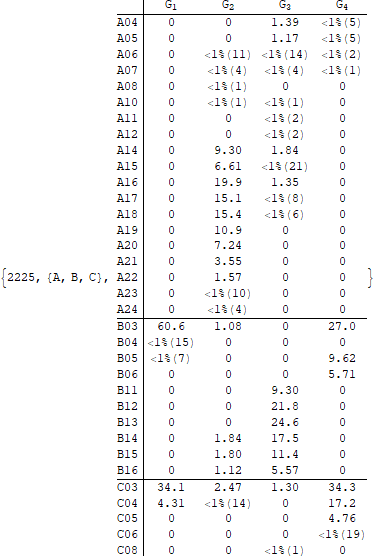 G1 G2 G3 G4
A04 0 0 1.39 <1%(5)
A05 0 0 1.17 <1%(5)
A06 0 <1%(11) <1%(14) <1%(2)
A07 0 <1%(4) <1%(4) <1%(1)
A08 0 <1%(1) 0 0
A10 0 <1%(1) <1%(1) 0
A11 0 0 <1%(2) 0
A12 0 0 <1%(2) 0
A14 0 9.30 1.84 0
A15 0 6.61 <1%(21) 0
A16 0 19.9 1.35 0
A17 0 15.1 <1%(8) 0
A18 0 15.4 <1%(6) 0
A19 0 10.9 0 0
A20 0 7.24 0 0
A21 0 3.55 0 0
{2225, {A, B, C}, A22 0 1.57 0 0 }
A23 0 <1%(10) 0 0
A24 0 <1%(4) 0 0
B03 60.6 1.08 0 27.0
B04 <1%(15) 0 0 0
B05 <1%(7) 0 0 9.62
B06 0 0 0 5.71
B11 0 0 9.30 0
B12 0 0 21.8 0
B13 0 0 24.6 0
B14 0 1.84 17.5 0
B15 0 1.80 11.4 0
B16 0 1.12 5.57 0
C03 34.1 2.47 1.30 34.3
C04 4.31 <1%(14) 0 17.2
C05 0 0 0 4.76
C06 0 0 0 <1%(19)
C08 0 0 <1%(1) 0